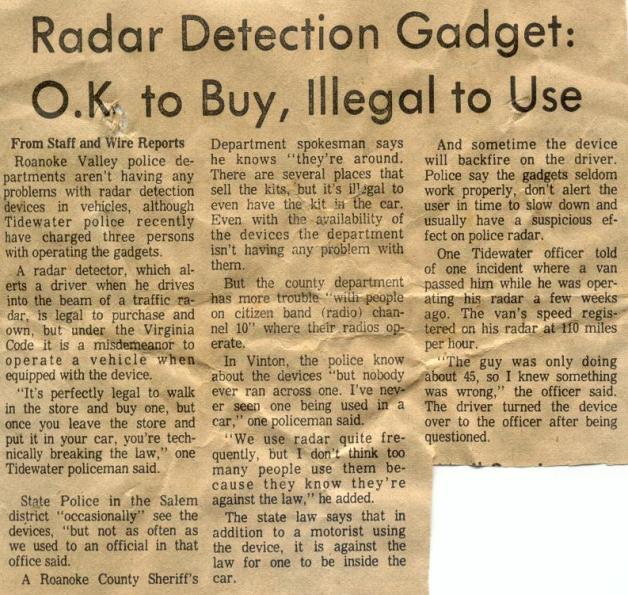 Radar Detection Gadget:
O.K. to Buy, Illegal to Use
From Staff and Wire Reports
Roanoke Valley police de-
partments aren't having any
problems with radar detection
devices in vehicles, although
Tidewater police recently
have charged three persons
with operating the gadgets.
A radar detector, which al-
erts a driver when he drives
into the beam of a traffic ra-
dar, is legal to purchase and
own, but under the Virginia
Code it is a misdemeanor to
operate a vehicle when
equipped with the device.
"It's perfectly legal to walk
in the store and buy one, but
once you leave the store and
put it in your car, you're tech-
nically breaking the law," one
Tidewater policeman said.
State Police in the Salem
district "occasionally" see the
devices, "but not as often as
we used to an official in that
office said.
A Roanoke County Sheriff's
Department spokesman says
he knows "they're around.
There are several places that
sell the kits, but it's illegal to
even have the kit in the car.
Even with the availability of
the devices the department
isn't having any problem with
them.
But the county department
has more trouble "with people
on citizen band (radio) chan-
nel 10" where their radios op-
erate.
In Vinton, the police know
about the devices "but nobody
ever ran across one. I've nev-
er seen one being used in a
car," one policeman said.
"We use radar quite fre-
quently, but I don't think too
many people use them be-
cause they know they're
against the law," he added.
The state law says that in
addition to a motorist using
the device, it is against the
law for one to be inside the
car.
And sometime the device
will backfire on the driver.
Police say the gadgets seldom
work properly, don't alert the
user in time to slow down and
usually have a suspicious ef-
fect on police radar.
One Tidewater officer told
of one incident where a van
passed him while he was oper-
ating his radar a few weeks
ago. The van's speed regis-
tered on his radar at 110 miles
per hour.
"The guy was only doing
about 45, so I knew something
was wrong," the officer said.
The driver turned the device
over to the officer after being
questioned.